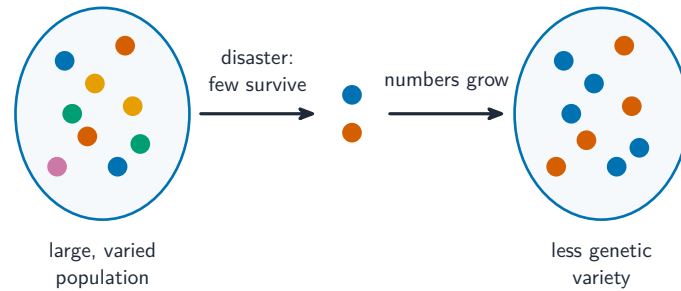 disaster:
few survive
numbers grow
large, varied
population
less genetic
variety